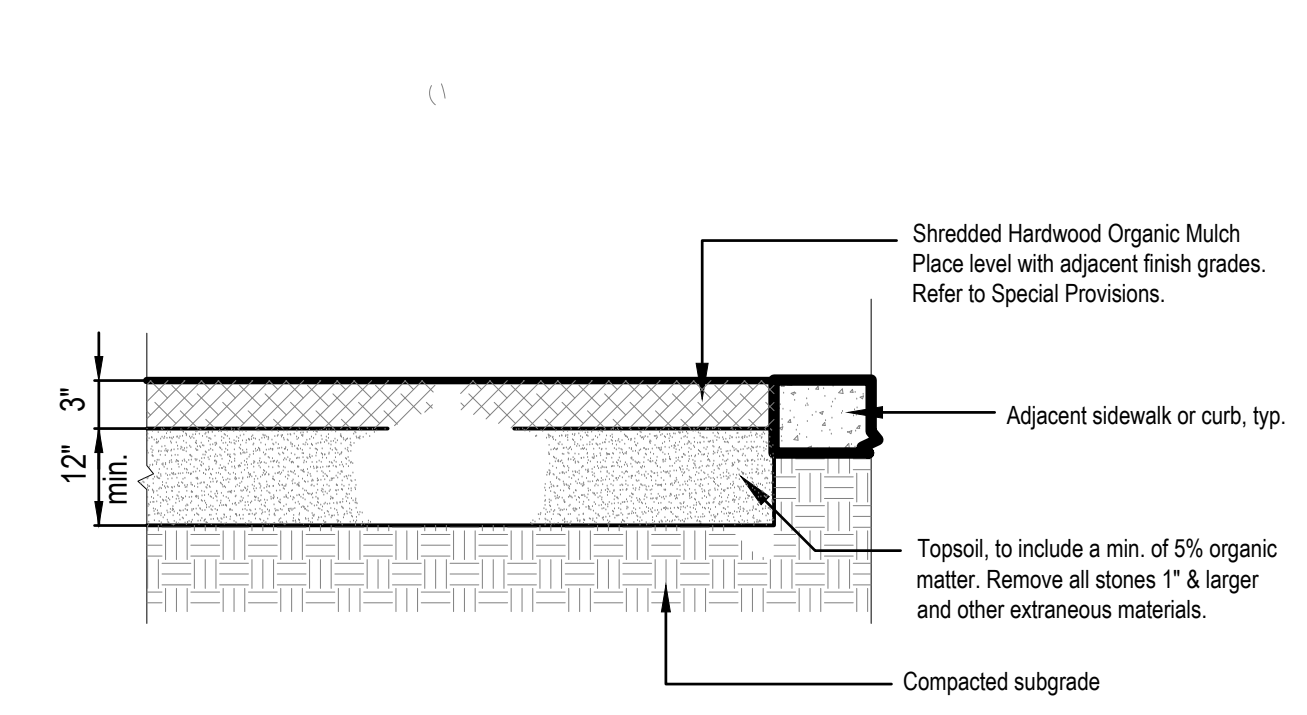 Shredded Hardwood Organic Mulch
Place level with adjacent finish grades.
Refer to Special Provisions.
3"
Adjacent sidewalk or curb, typ.
12"
min.
Topsoil, to include a min. of 5% organic
matter. Remove all stones 1" & larger
and other extraneous materials.
Compacted subgrade